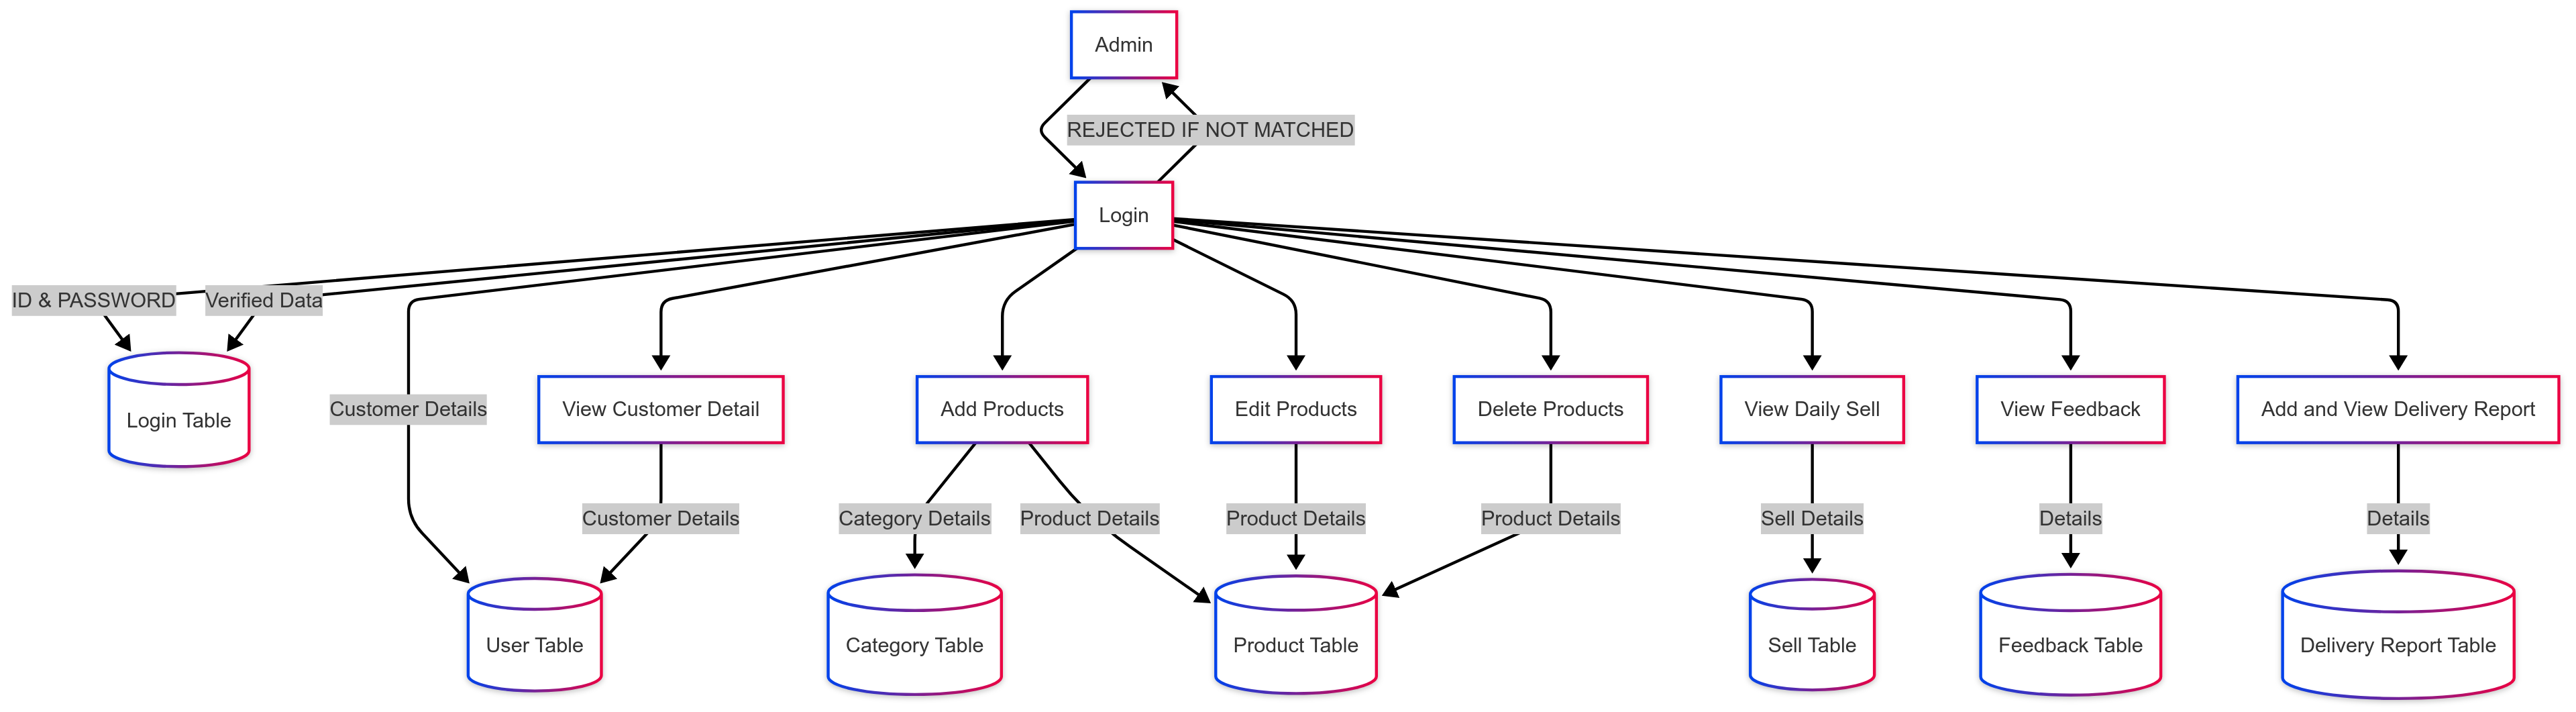 Admin
REJECTED IF NOT MATCHED
Login
ID & PASSWORD
Verified Data
Login Table
Customer Details
View Customer Detail
Add Products
Edit Products
Delete Products
View Daily Sell
View Feedback
Add and View Delivery Report
Customer Details
Category Details
Product Details
Product Details
Product Details
Sell Details
Details
Details
User Table
Category Table
Product Table
Sell Table
Feedback Table
Delivery Report Table